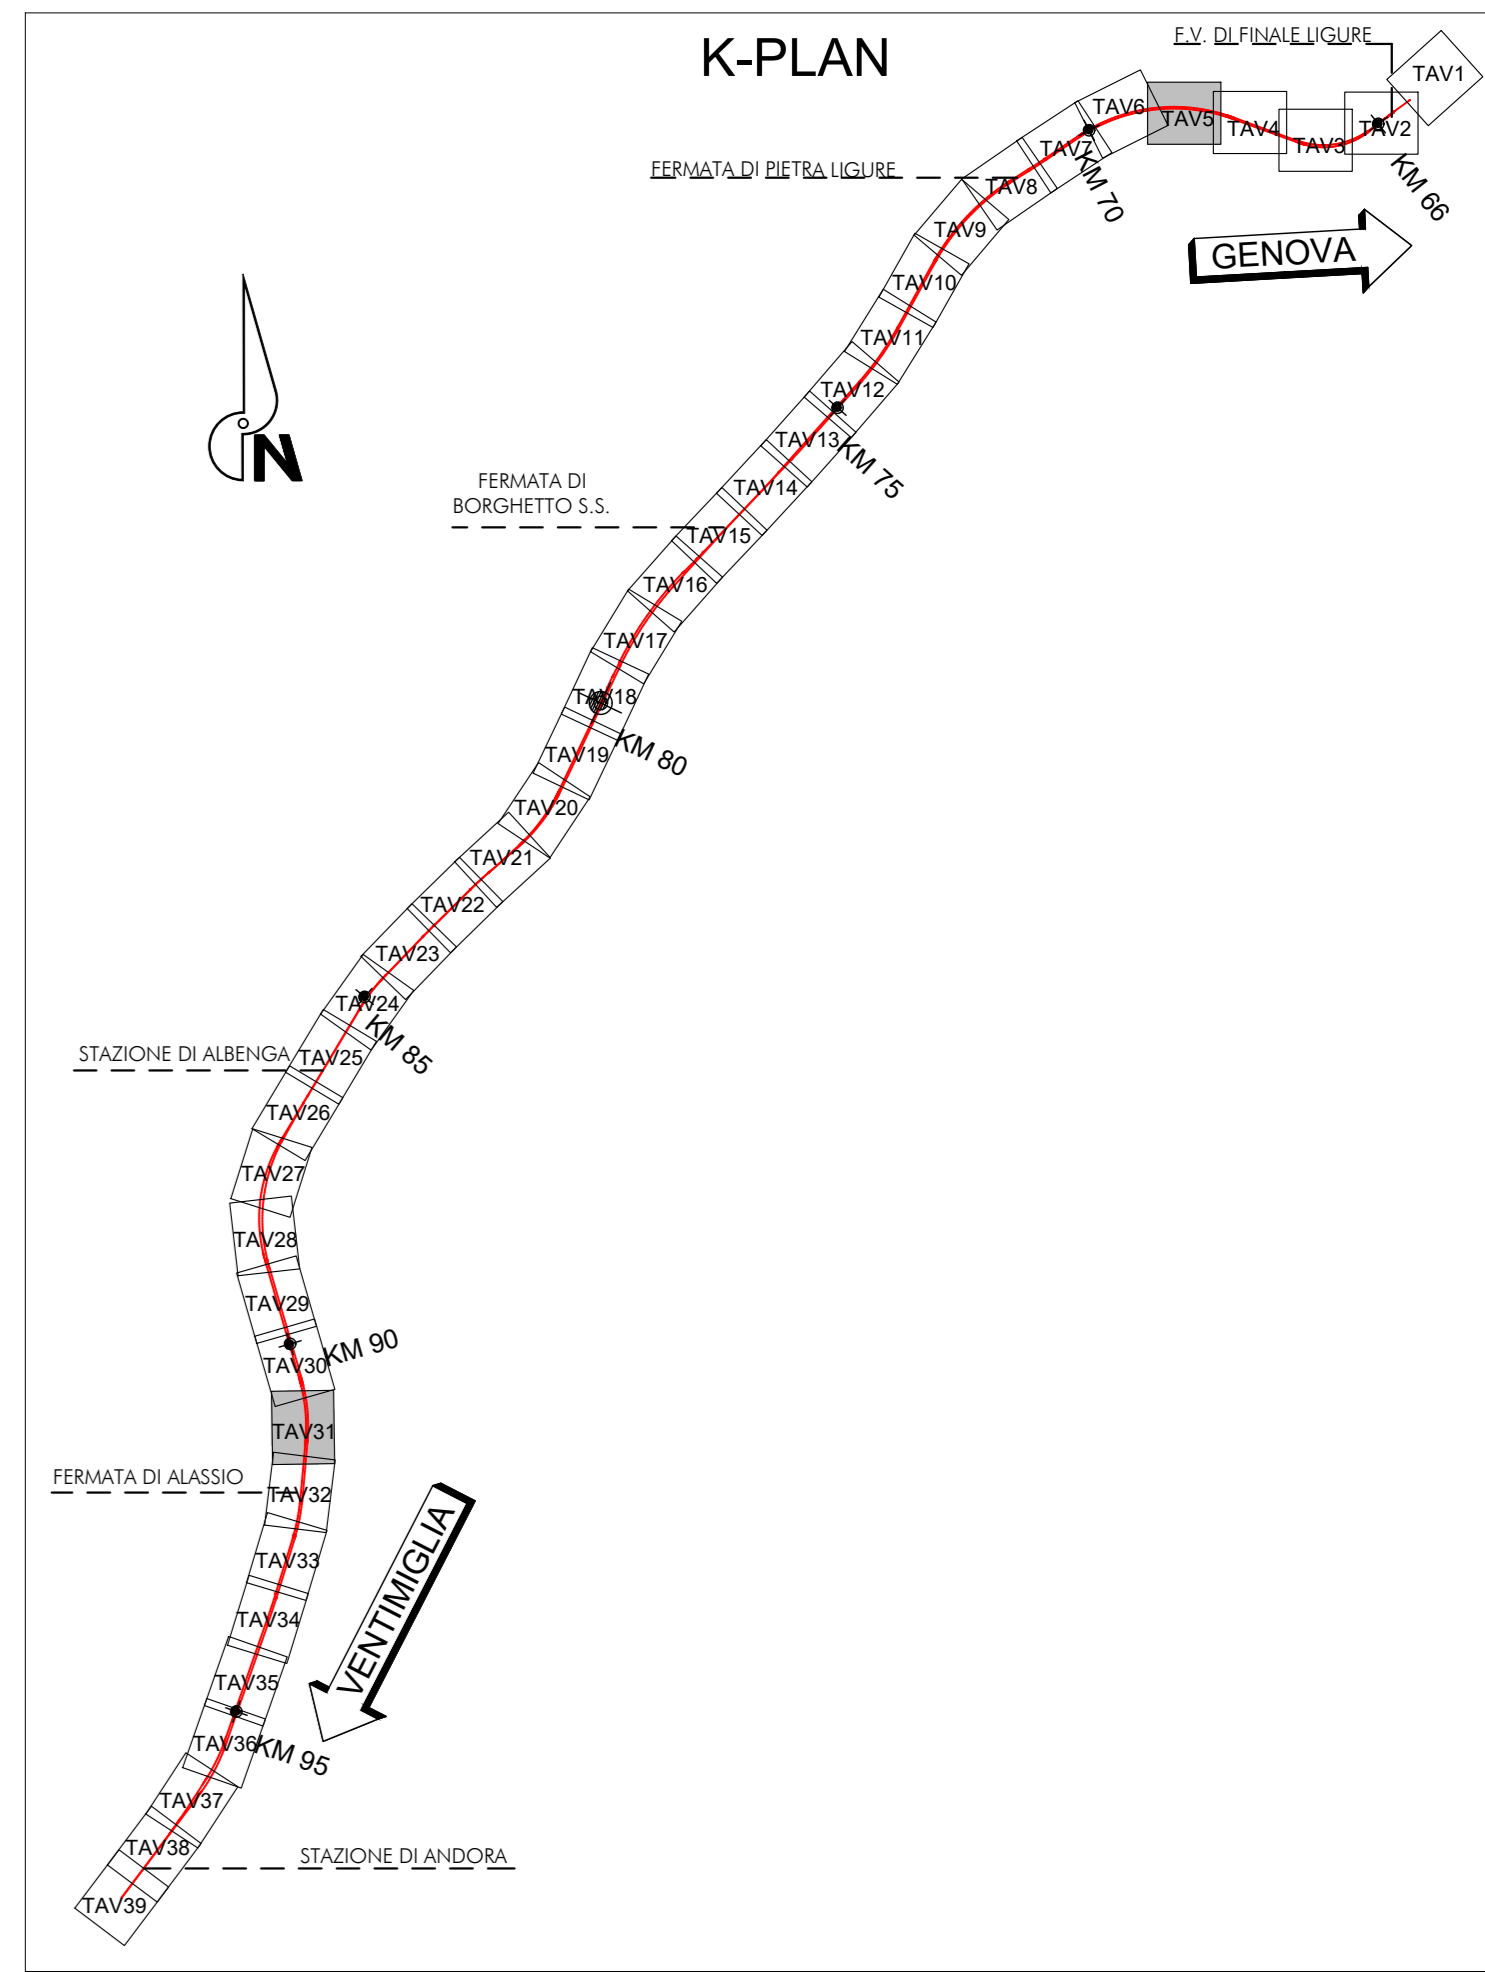 K-PLAN
F.V. DI FINALE LIGURE
TAV1
TAV2
TAV3
TAV4
TAV5
TAV6
KM 66
TAV7
KM 70
FERMATA DI PIETRA LIGURE
TAV8
GENOVA
TAV9
TAV10
TAV11
TAV12
TAV13
KM 75
N
FERMATA DI
BORGHETTO S.S.
TAV14
TAV15
TAV16
TAV17
TAV18
KM 80
TAV19
TAV20
TAV21
TAV22
TAV23
TAV24
KM 85
STAZIONE DI ALBENGA
TAV25
TAV26
TAV27
TAV28
TAV29
KM 90
TAV30
TAV31
FERMATA DI ALASSIO
TAV32
TAV33
VENTIMIGLIA
TAV34
TAV35
TAV36
KM 95
TAV37
TAV38
STAZIONE DI ANDORA
TAV39